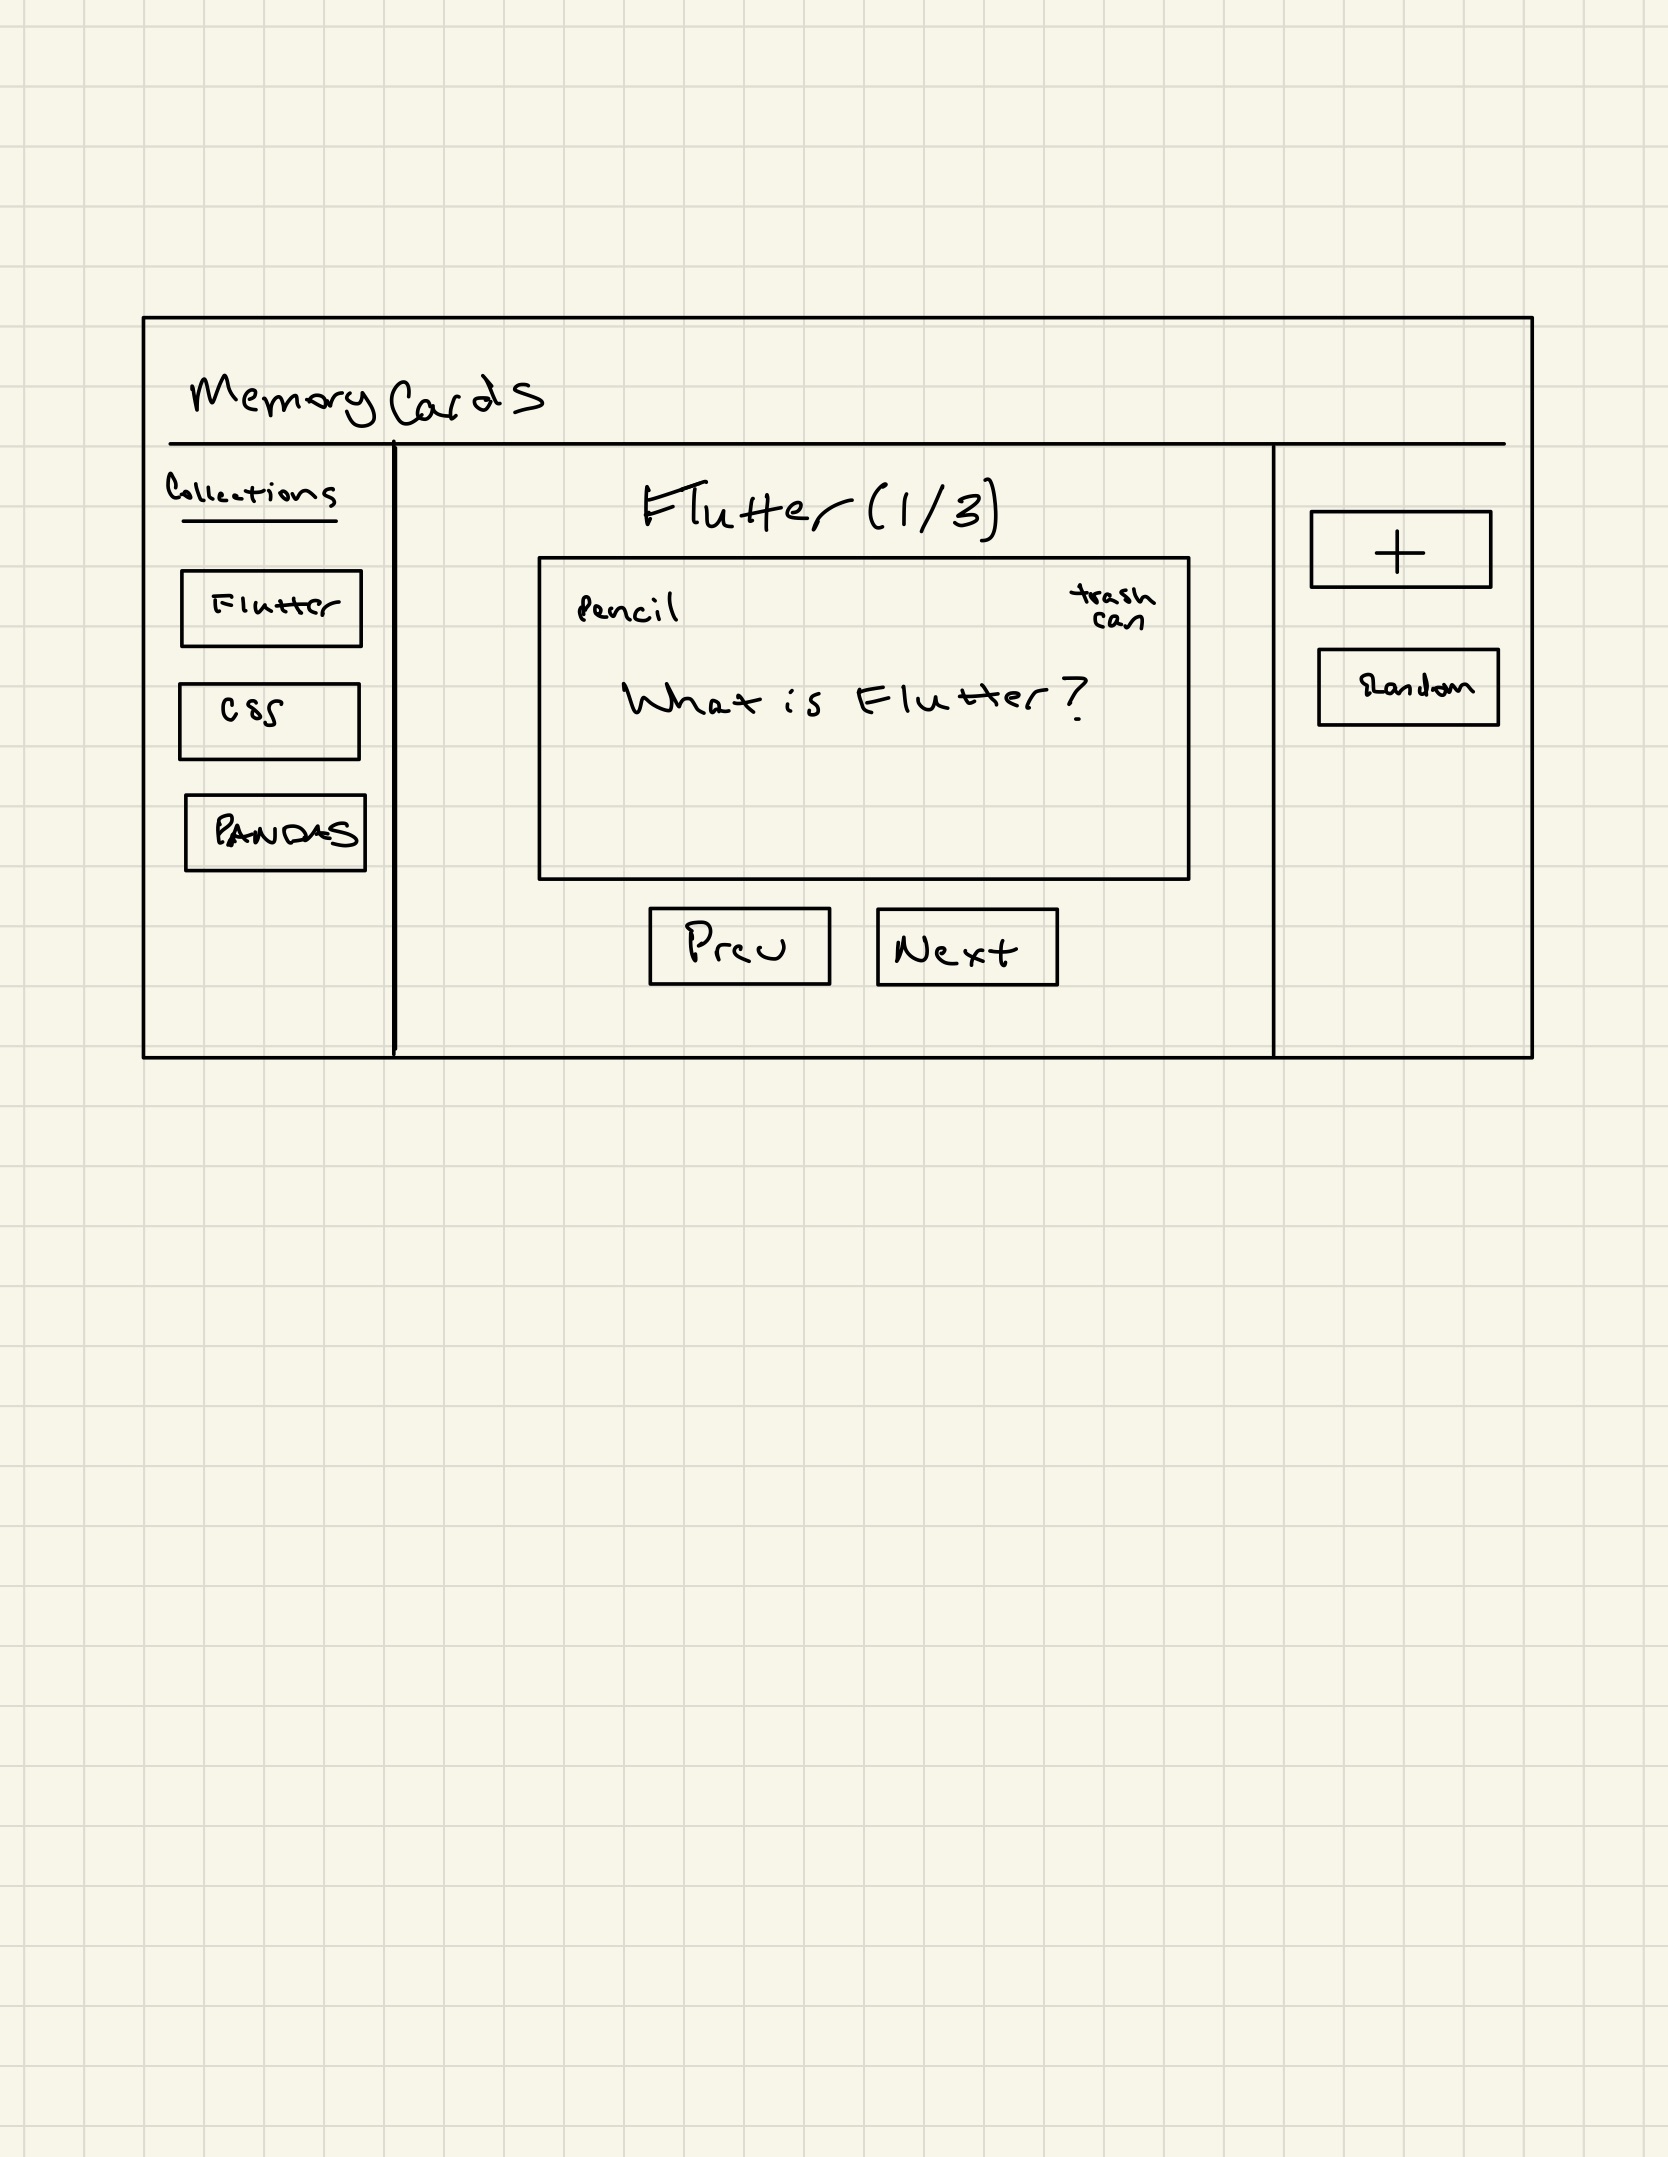 Memory Cards
Collections
Flutter
CSS
PANDAS
Flutter (1/3)
Pencil
trash
can
What is Flutter?
Prev
Next
+
Random